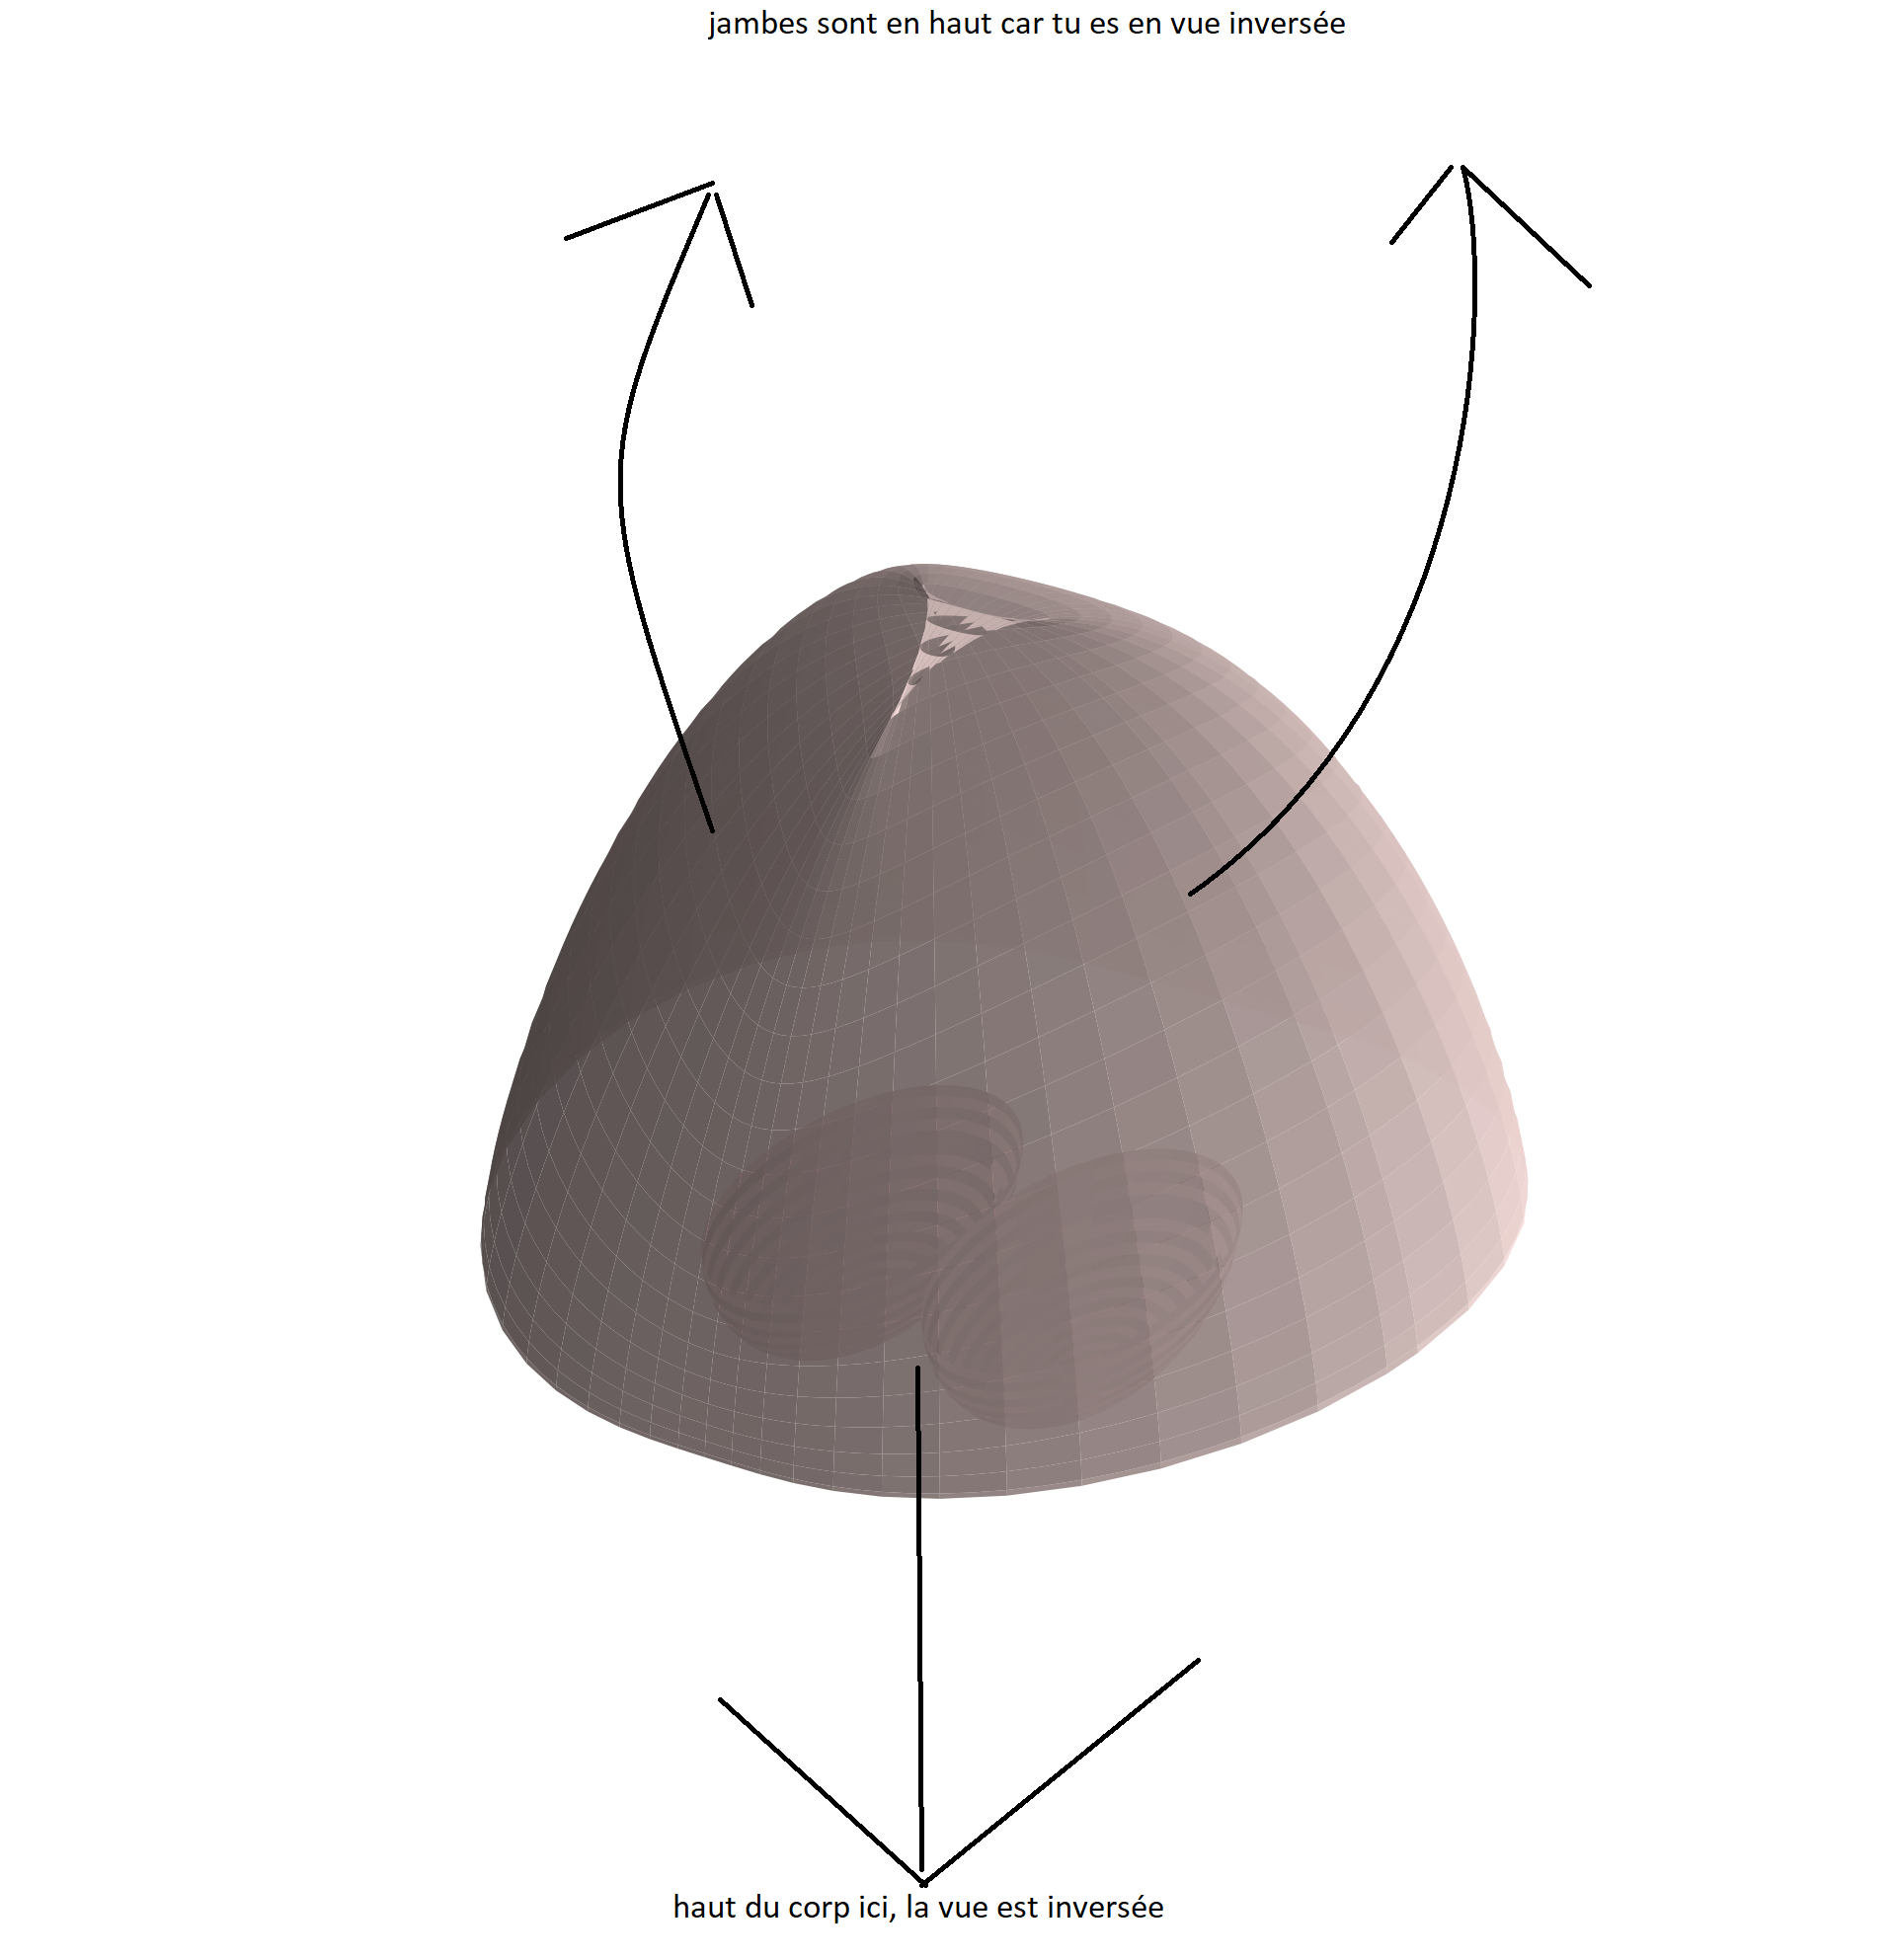 jambes sont en haut car tu es en vue inversée
haut du corp ici, la vue est inversée